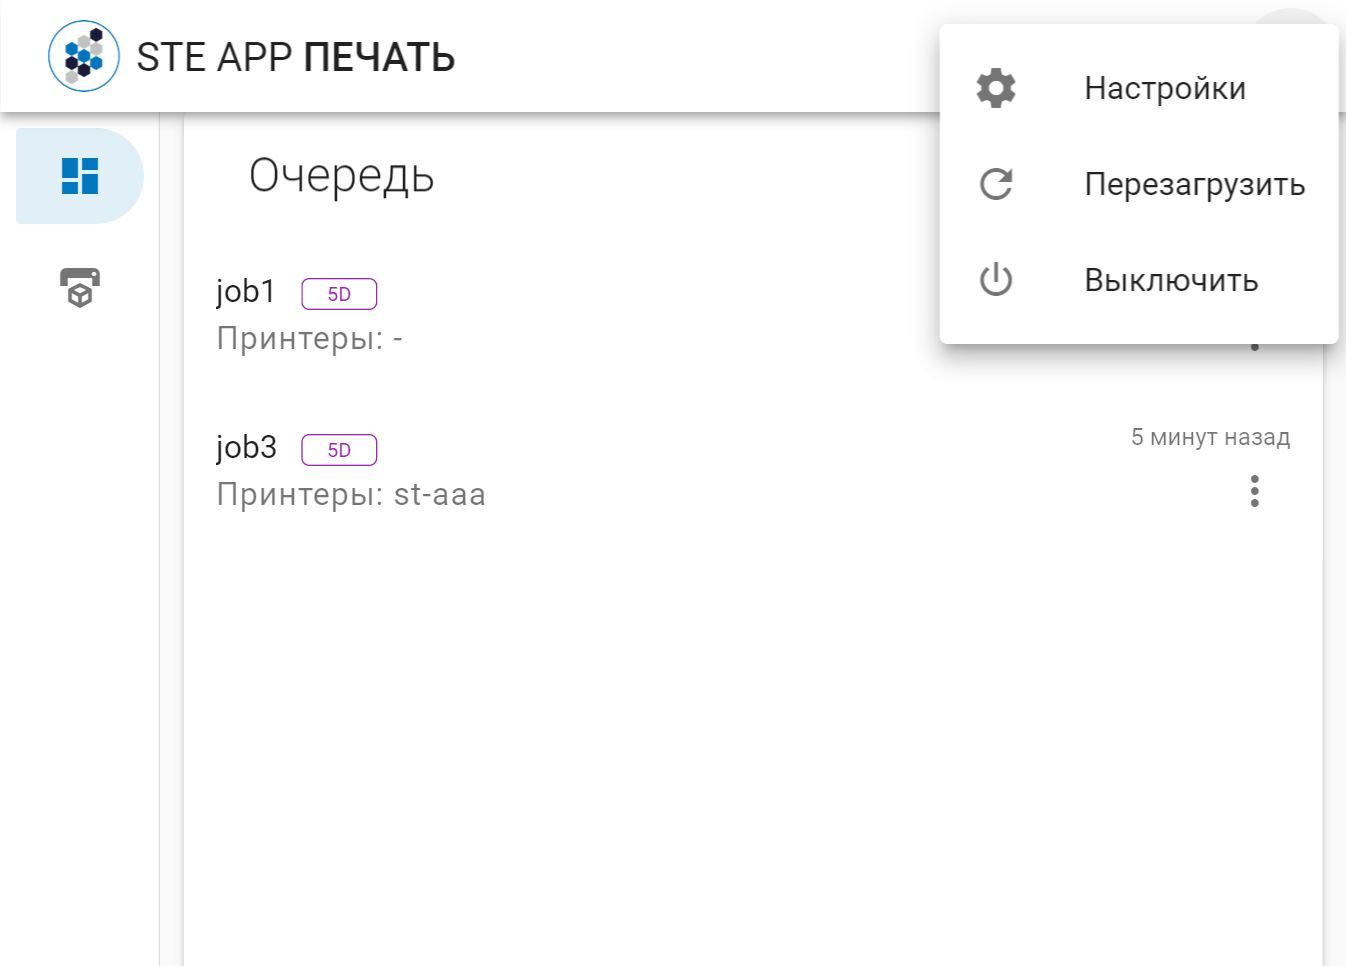 STE APP ПЕЧАТЬ
Настройки
Перезагрузить
Выключить
Очередь
job1 5D
Принтеры: -
job3 5D
5 минут назад
Принтеры: st-aaa